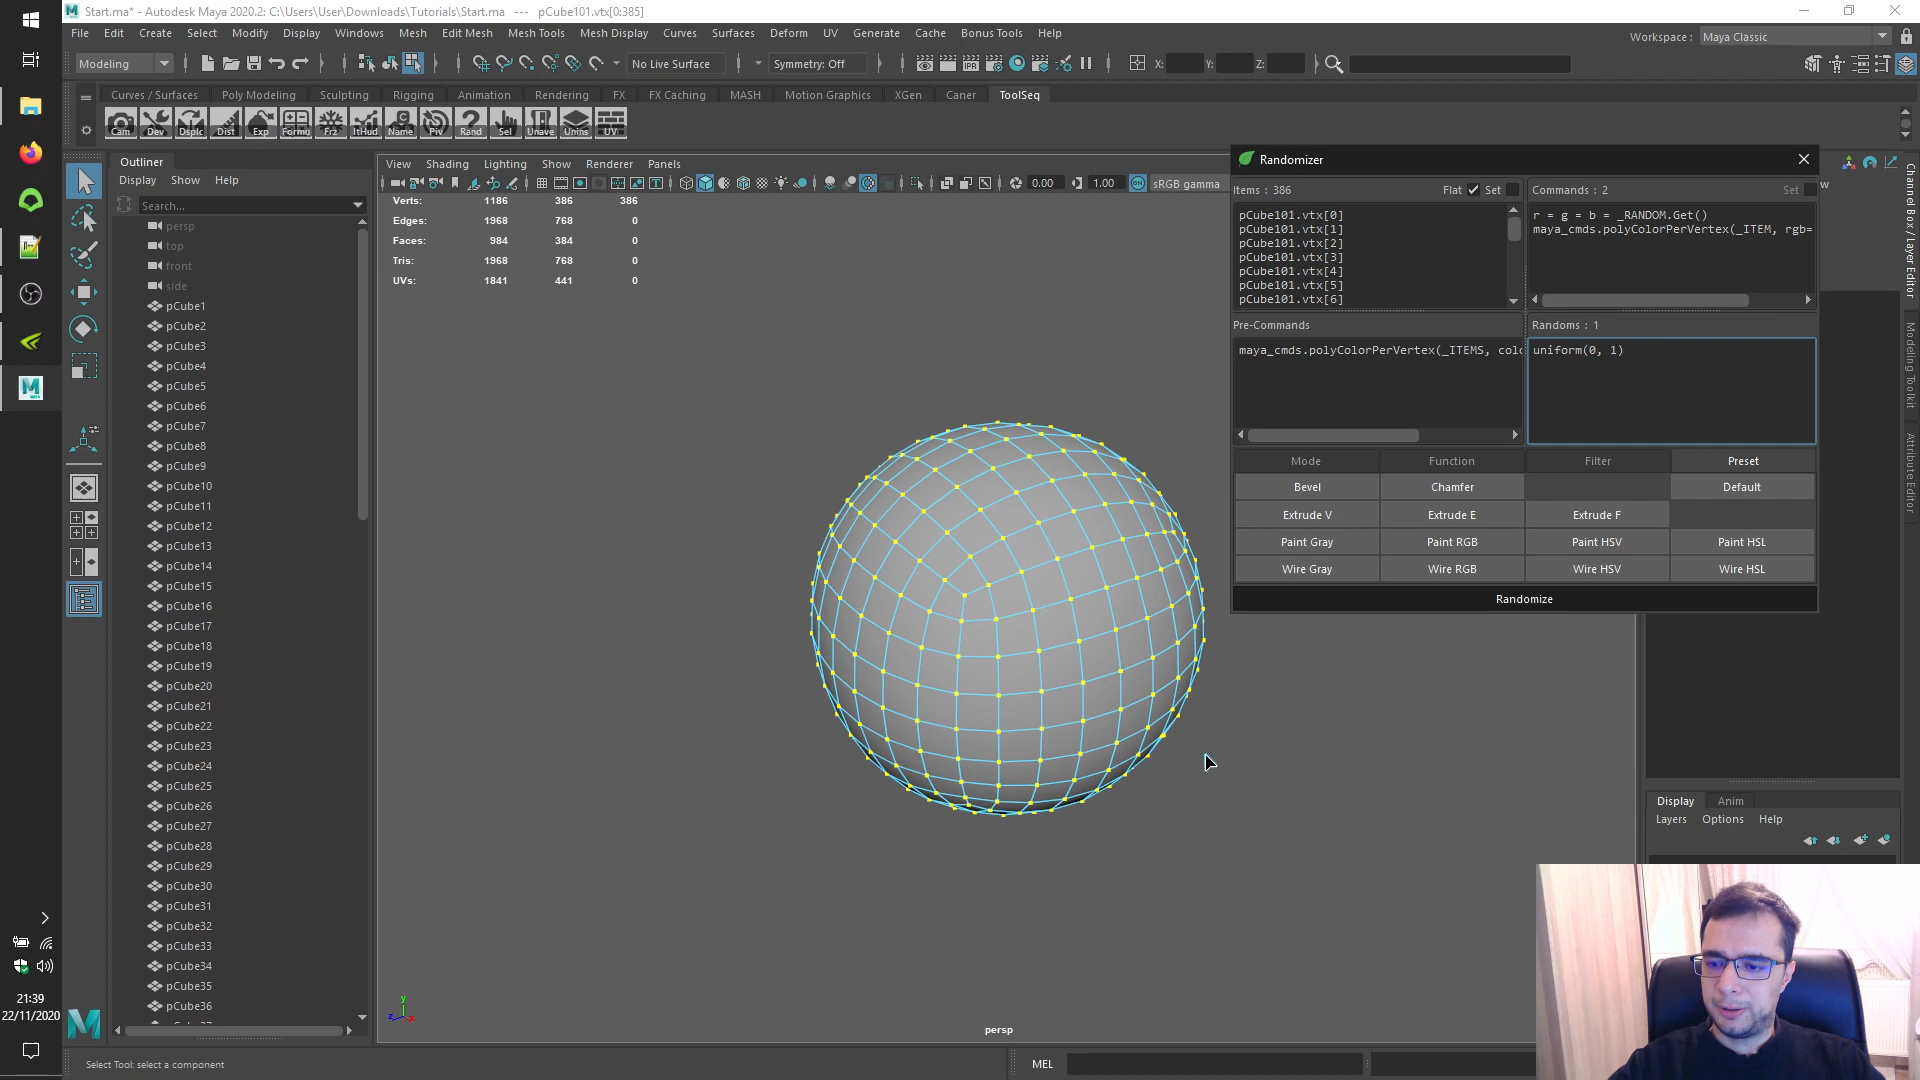 Start.ma* - Autodesk Maya 2020.2: C:\Users\User\Downloads\Tutorials\Start.ma --- pCube101.vtx[0:385]
File Edit Create Select Modify Display Windows Mesh Edit Mesh Mesh Tools Mesh Display Curves Surfaces Deform UV Generate Cache Bonus Tools Help
Workspace : Maya Classic
Modeling
No Live Surface
Symmetry: Off
X: Y: Z:
Curves / Surfaces Poly Modeling Sculpting Rigging Animation Rendering FX FX Caching MASH Motion Graphics XGen Caner ToolSeq
Cam Dev Dsplc Dist Exp Formu Frz ItHud Name Piv Rand Sel Unave Unins UV
Outliner
Display Show Help
Search...
persp
top
front
side
pCube1
pCube2
pCube3
pCube4
pCube5
pCube6
pCube7
pCube8
pCube9
pCube10
pCube11
pCube12
pCube13
pCube14
pCube15
pCube16
pCube17
pCube18
pCube19
pCube20
pCube21
pCube22
pCube23
pCube24
pCube25
pCube26
pCube27
pCube28
pCube29
pCube30
pCube31
pCube32
pCube33
pCube34
pCube35
pCube36
View Shading Lighting Show Renderer Panels
0.00 1.00 sRGB gamma
Verts: 1186 386 386
Edges: 1968 768 0
Faces: 984 384 0
Tris: 1968 768 0
UVs: 1841 441 0
persp
y
z
x
Randomizer
Items : 386 Flat Set
pCube101.vtx[0]
pCube101.vtx[1]
pCube101.vtx[2]
pCube101.vtx[3]
pCube101.vtx[4]
pCube101.vtx[5]
pCube101.vtx[6]
Commands : 2 Set
r = g = b = _RANDOM.Get()
maya_cmds.polyColorPerVertex(_ITEM, rgb=
Pre-Commands
maya_cmds.polyColorPerVertex(_ITEMS, colo
Randoms : 1
uniform(0, 1)
Mode Function Filter Preset
Bevel Chamfer Default
Extrude V Extrude E Extrude F
Paint Gray Paint RGB Paint HSV Paint HSL
Wire Gray Wire RGB Wire HSV Wire HSL
Randomize
w
Channel Box / Layer Editor
Modeling Toolkit
Attribute Editor
Display Anim
Layers Options Help
21:39
22/11/2020
Select Tool: select a component
MEL